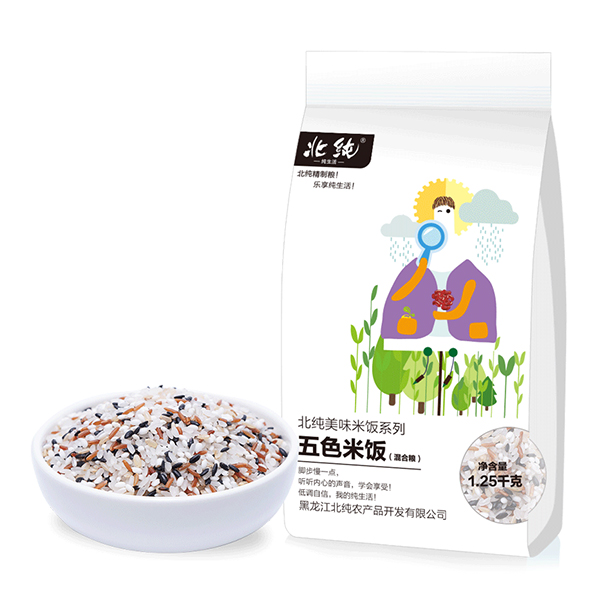 北纯®
纯生活
北纯精制粮！
乐享纯生活！
北纯美味米饭系列
五色米饭（混合粮）
脚步慢一点，
听听内心的声音，学会享受！
低调自信，我的纯生活！
黑龙江北纯农产品开发有限公司
净含量
1.25千克